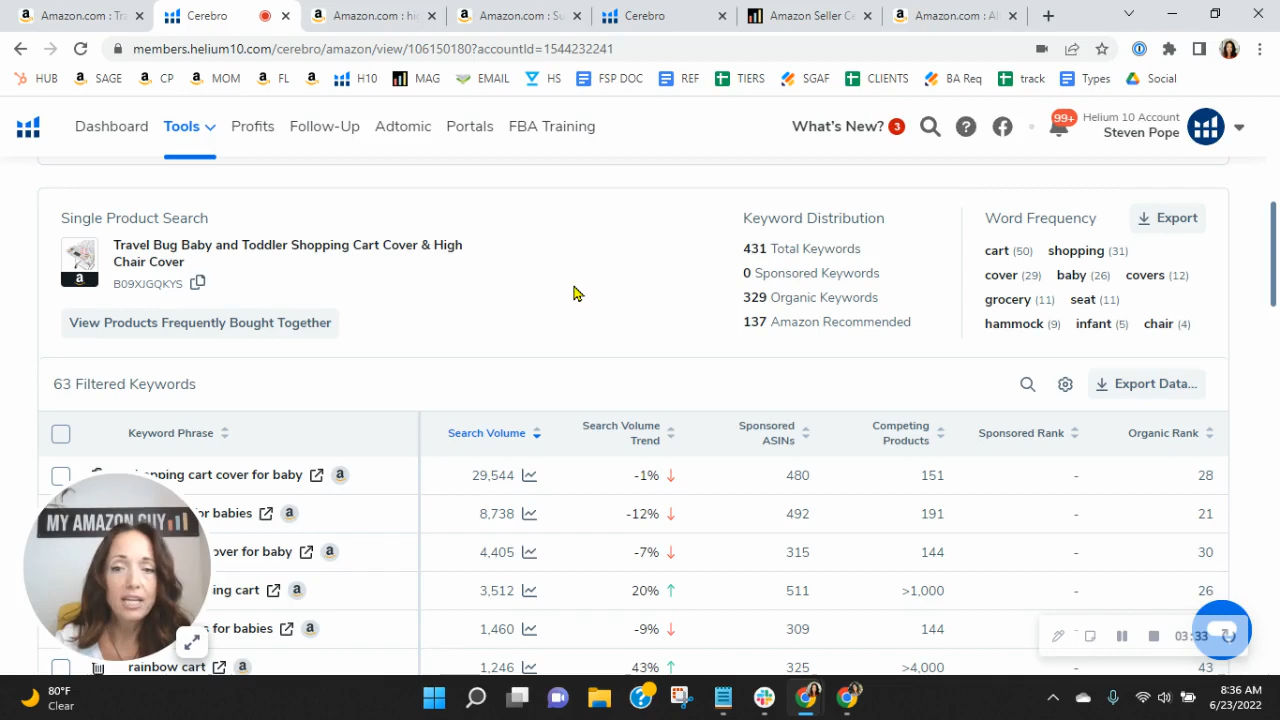 Amazon.com : Tra
Cerebro
Amazon.com : hi
Amazon.com : Su
Cerebro
Amazon Seller Ce
Amazon.com : Al
members.helium10.com/cerebro/amazon/view/106150180?accountId=1544232241
HUB
SAGE
CP
MOM
FL
H10
MAG
EMAIL
HS
FSP DOC
REF
TIERS
SGAF
CLIENTS
BA Req
track
Types
Social
Dashboard
Tools
Profits
Follow-Up
Adtomic
Portals
FBA Training
What's New? 3
99+
Helium 10 Account
Steven Pope
Single Product Search
Travel Bug Baby and Toddler Shopping Cart Cover & High
Chair Cover
B09XJGQKYS
View Products Frequently Bought Together
Keyword Distribution
431 Total Keywords
0 Sponsored Keywords
329 Organic Keywords
137 Amazon Recommended
Word Frequency
Export
cart (50) shopping (31)
cover (29) baby (26) covers (12)
grocery (11) seat (11)
hammock (9) infant (5) chair (4)
63 Filtered Keywords
Export Data...
Keyword Phrase
Search Volume
Search Volume
Trend
Sponsored
ASINs
Competing
Products
Sponsored Rank
Organic Rank
opping cart cover for baby 29,544 -1% 480 151 - 28
for babies 8,738 -12% 492 191 - 21
over for baby 4,405 -7% 315 144 - 30
ing cart 3,512 20% 511 >1,000 - 26
s for babies 1,460 -9% 309 144 -
rainbow cart 1,246 43% 325 >4,000 - 43
MY AMAZON GUY
03:33
80°F
Clear
8:36 AM
6/23/2022